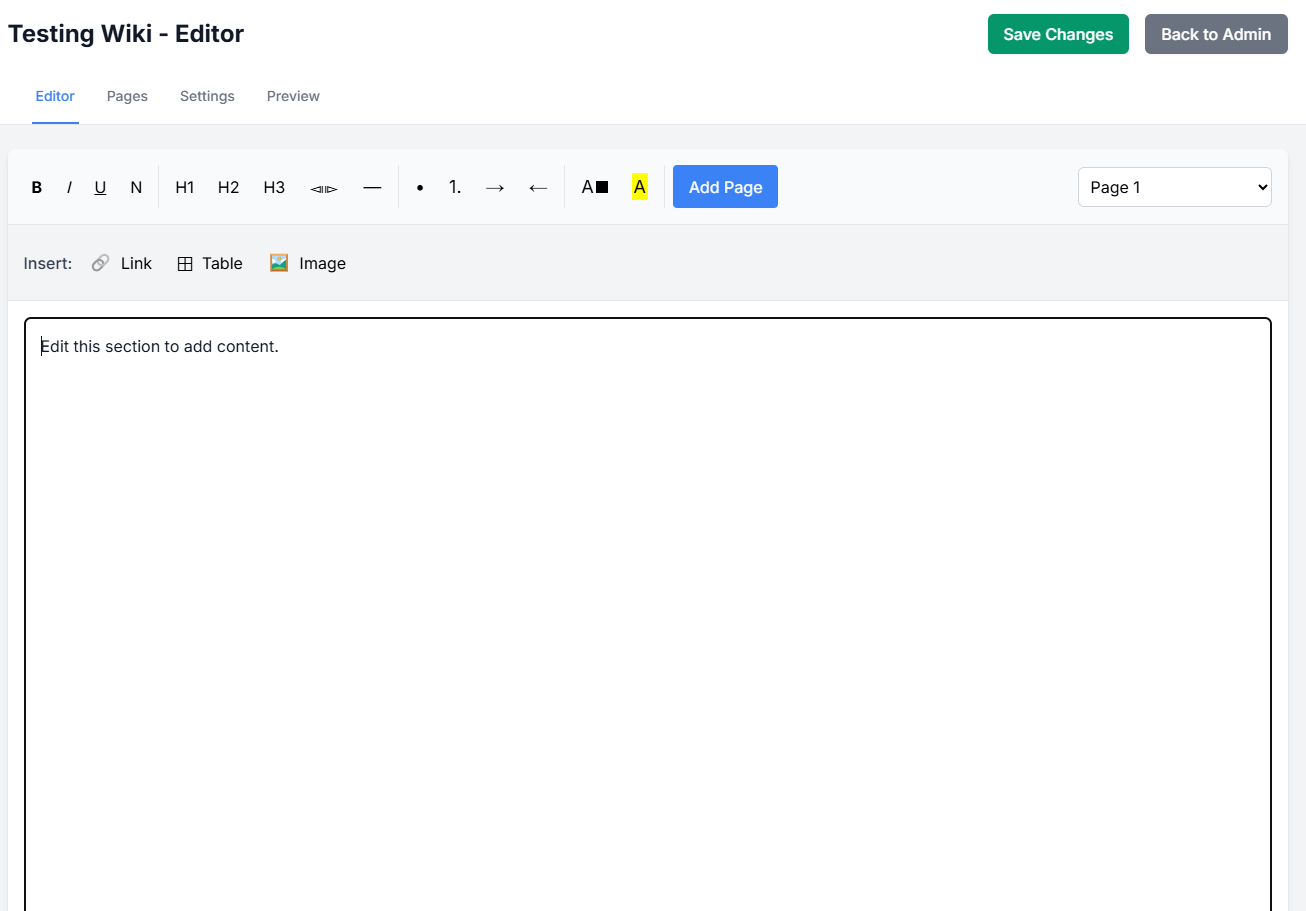 Testing Wiki - Editor
Save Changes
Back to Admin
Editor
Pages
Settings
Preview
B I U N H1 H2 H3 — • 1. → ← A■ A Add Page Page 1
Insert: Link Table Image
Edit this section to add content.